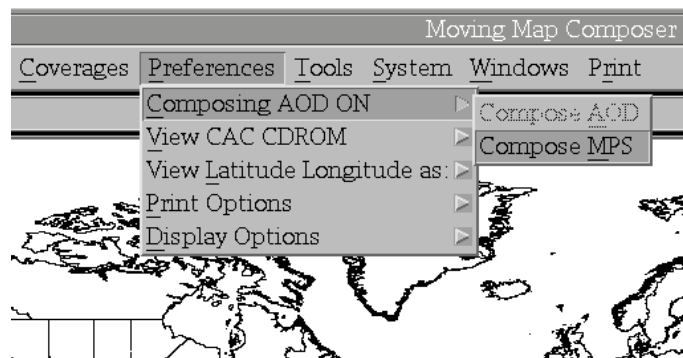 Moving Map Composer
Coverages Preferences Tools System Windows Print
Composing AOD ON
Compose AOD
View CAC CDROM
Compose MPS
View Latitude Longitude as:
Print Options
Display Options